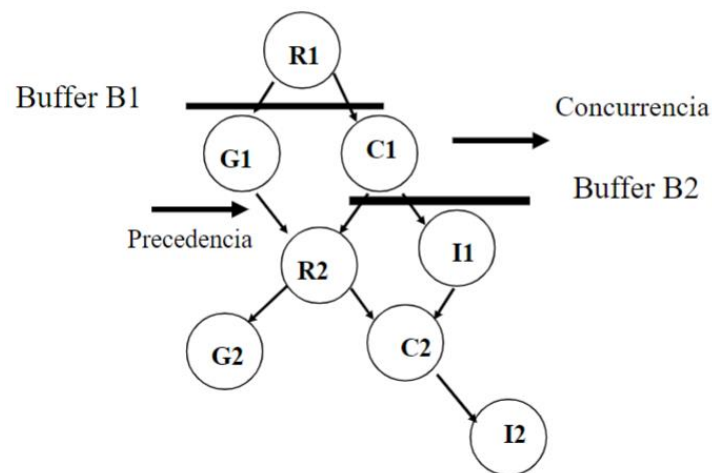 R1
Buffer B1
Concurrencia
G1
C1
Buffer B2
Precedencia
R2
I1
G2
C2
I2